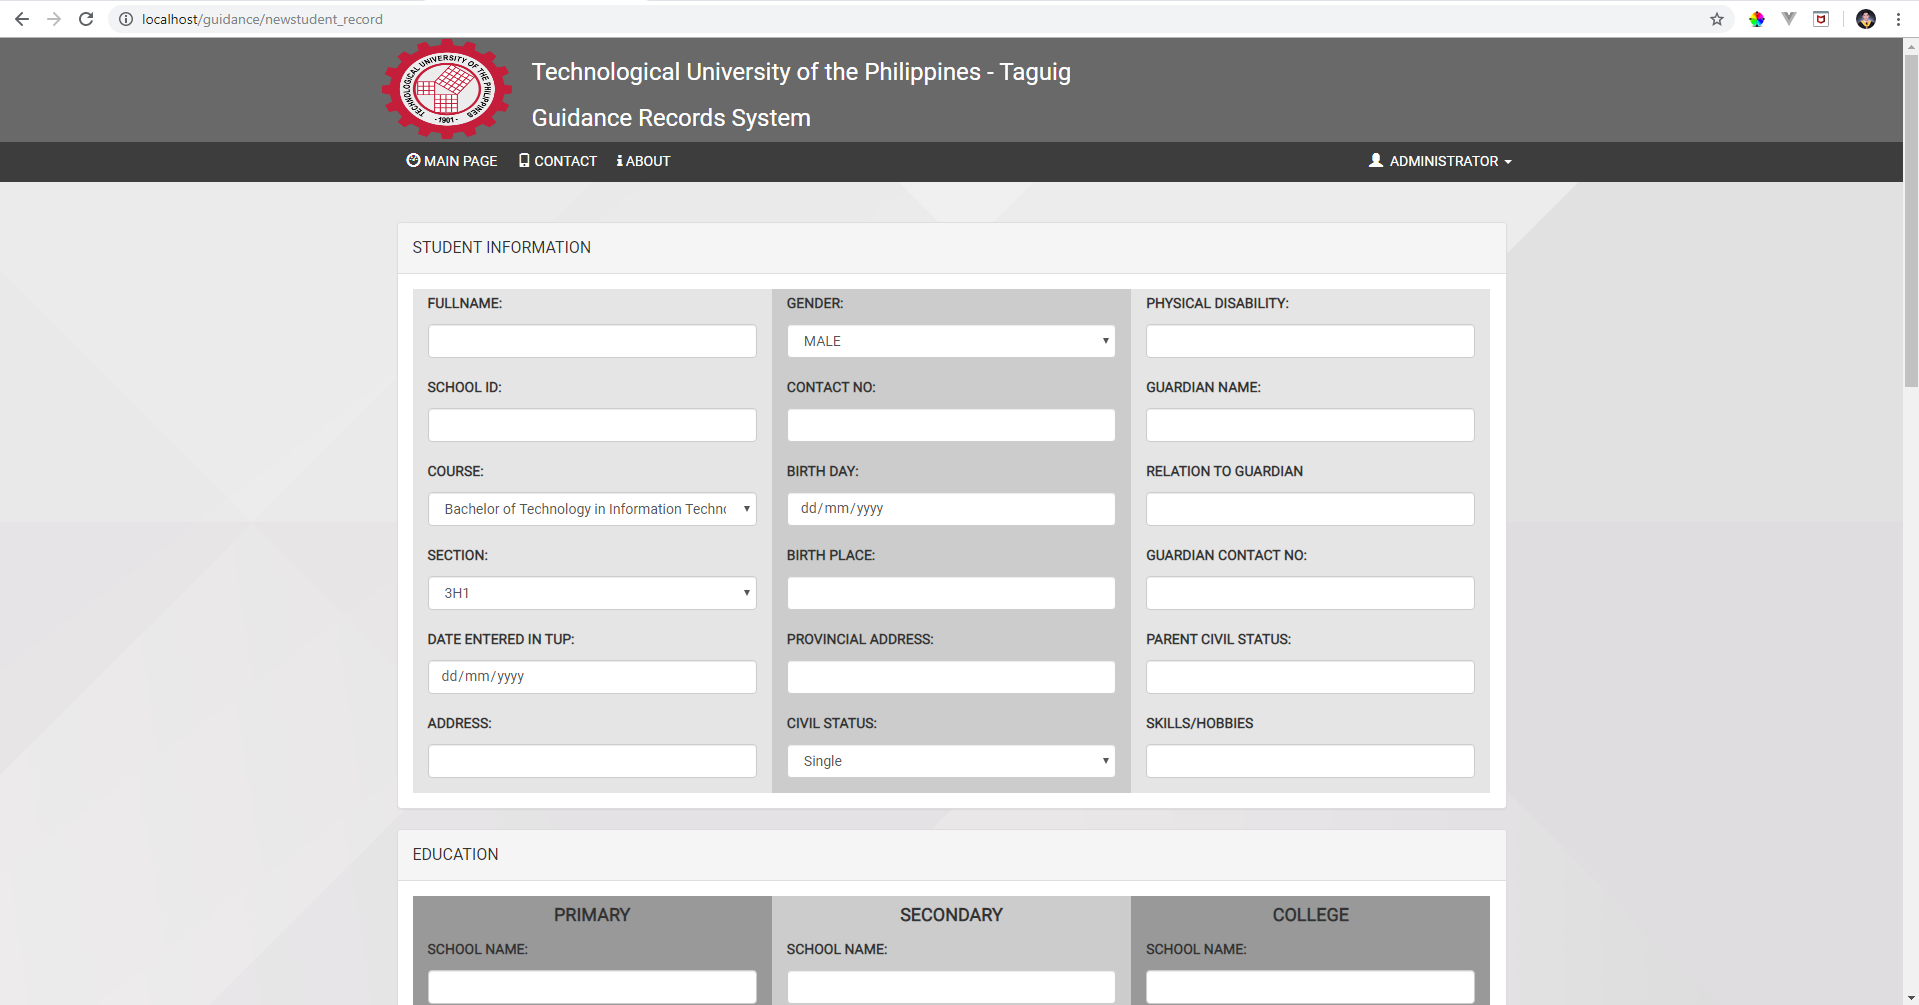 localhost/guidance/newstudent_record
TECHNOLOGICAL UNIVERSITY OF THE PHILIPPINES
- 1901 -
Technological University of the Philippines - Taguig
Guidance Records System
MAIN PAGE CONTACT ABOUT ADMINISTRATOR
STUDENT INFORMATION
FULLNAME: GENDER: PHYSICAL DISABILITY:
MALE
SCHOOL ID: CONTACT NO: GUARDIAN NAME:
COURSE: BIRTH DAY: RELATION TO GUARDIAN
Bachelor of Technology in Information Techno dd/mm/yyyy
SECTION: BIRTH PLACE: GUARDIAN CONTACT NO:
3H1
DATE ENTERED IN TUP: PROVINCIAL ADDRESS: PARENT CIVIL STATUS:
dd/mm/yyyy
ADDRESS: CIVIL STATUS: SKILLS/HOBBIES
Single
EDUCATION
PRIMARY SECONDARY COLLEGE
SCHOOL NAME: SCHOOL NAME: SCHOOL NAME: